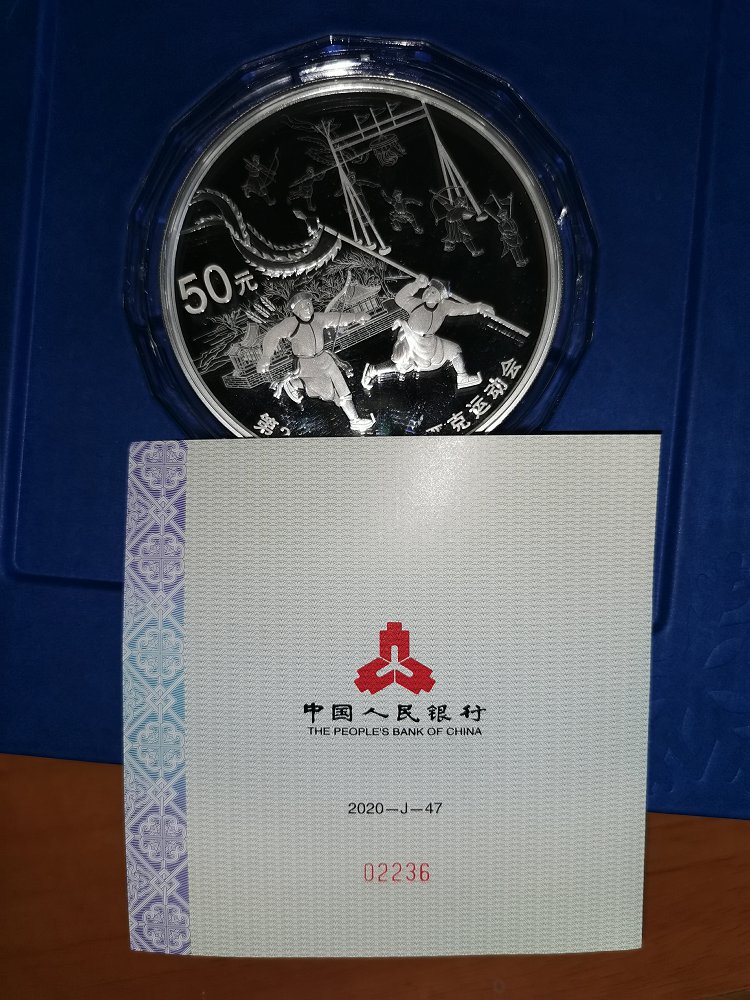 50元
第
克运动会
中国人民银行
THE PEOPLE'S BANK OF CHINA
2020-J-47
02236